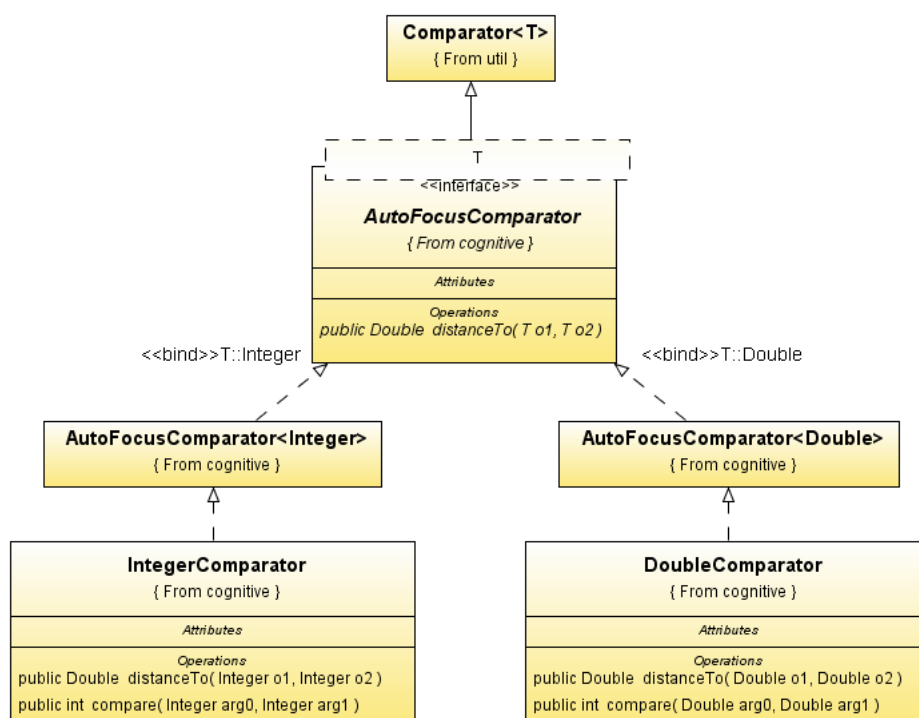 Comparator<T>
{ From util }
T
<<interface>>
AutoFocusComparator
{ From cognitive }
Attributes
Operations
public Double distanceTo( T o1, T o2 )
<<bind>>T::Integer
<<bind>>T::Double
AutoFocusComparator<Integer>
{ From cognitive }
AutoFocusComparator<Double>
{ From cognitive }
IntegerComparator
{ From cognitive }
Attributes
Operations
public Double distanceTo( Integer o1, Integer o2 )
public int compare( Integer arg0, Integer arg1 )
DoubleComparator
{ From cognitive }
Attributes
Operations
public Double distanceTo( Double o1, Double o2 )
public int compare( Double arg0, Double arg1 )